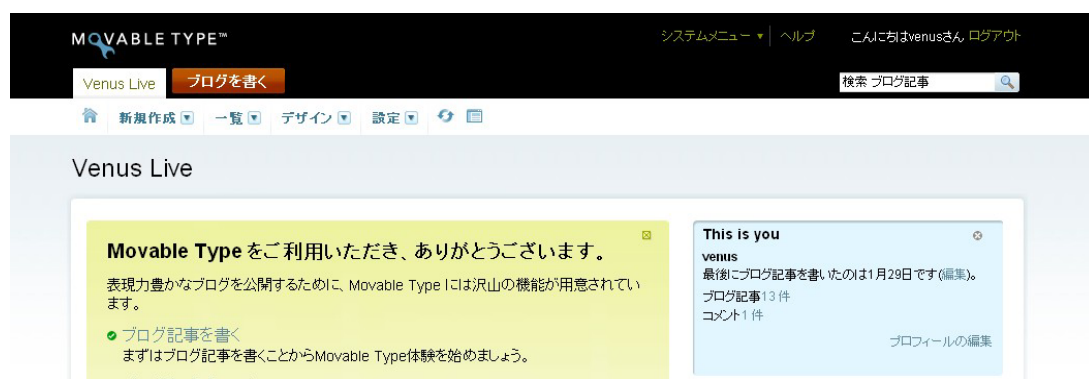 MOVABLE TYPE™
システムメニュー ヘルプ こんにちはvenusさん ログアウト
Venus Live ブログを書く 検索 ブログ記事
新規作成 一覧 デザイン 設定
Venus Live
Movable Type をご利用いただき、ありがとうございます。
表現力豊かなブログを公開するために、Movable Type には沢山の機能が用意されてい
ます。
ブログ記事を書く
まずはブログ記事を書くことからMovable Type体験を始めましょう。
This is you
venus
最後にブログ記事を書いたのは1月29日です(編集)。
ブログ記事13 件
コメント1 件
プロフィールの編集